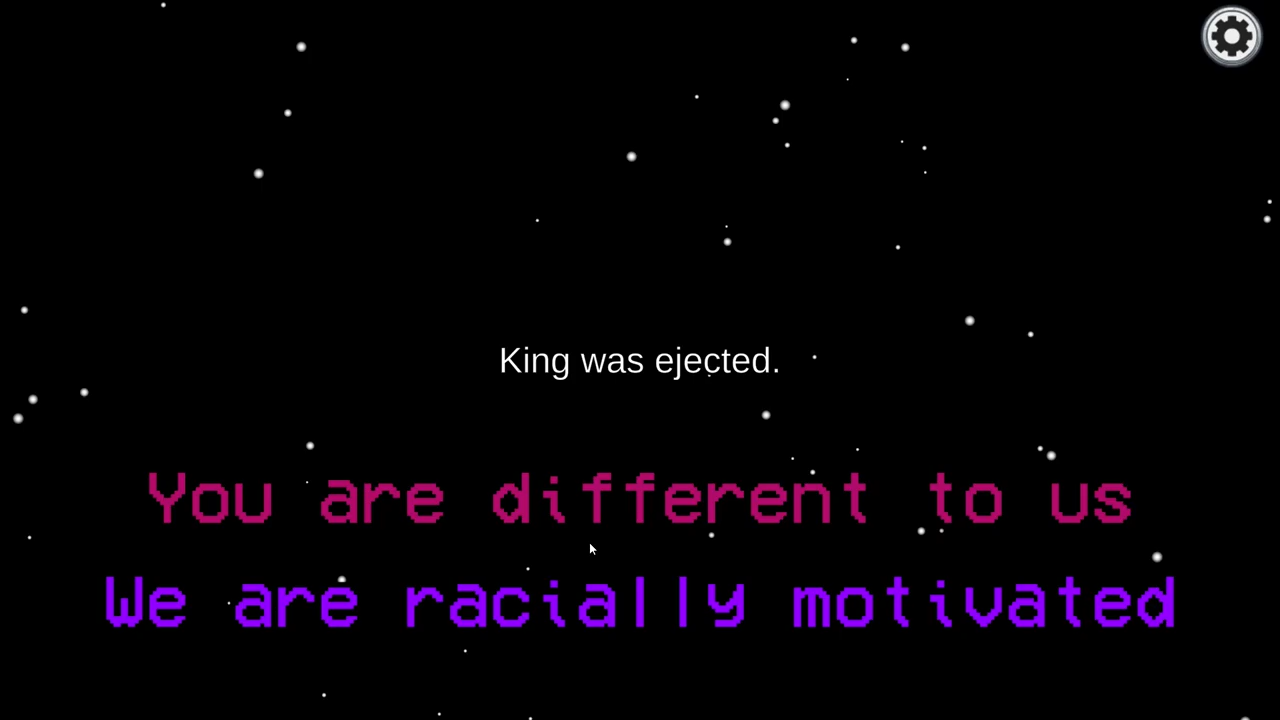 King was ejected.
You are different to us
We are racially motivated